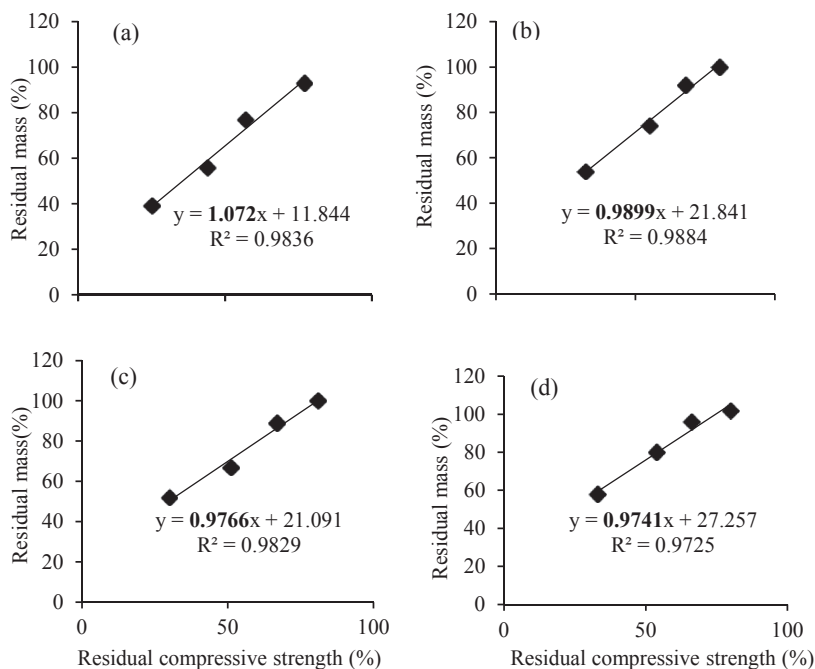 (a)
Residual mass (%)
120
100
80
60
40
20
0
y = 1.072x + 11.844
R² = 0.9836
(b)
Residual mass (%)
120
100
80
60
40
20
0
y = 0.9899x + 21.841
R² = 0.9884
(c)
Residual mass(%)
120
100
80
60
40
20
0
y = 0.9766x + 21.091
R² = 0.9829
0 50 100
Residual compressive strength (%)
(d)
Residual mass (%)
120
100
80
60
40
20
0
y = 0.9741x + 27.257
R² = 0.9725
0 50 100
Residual compressive strength (%)